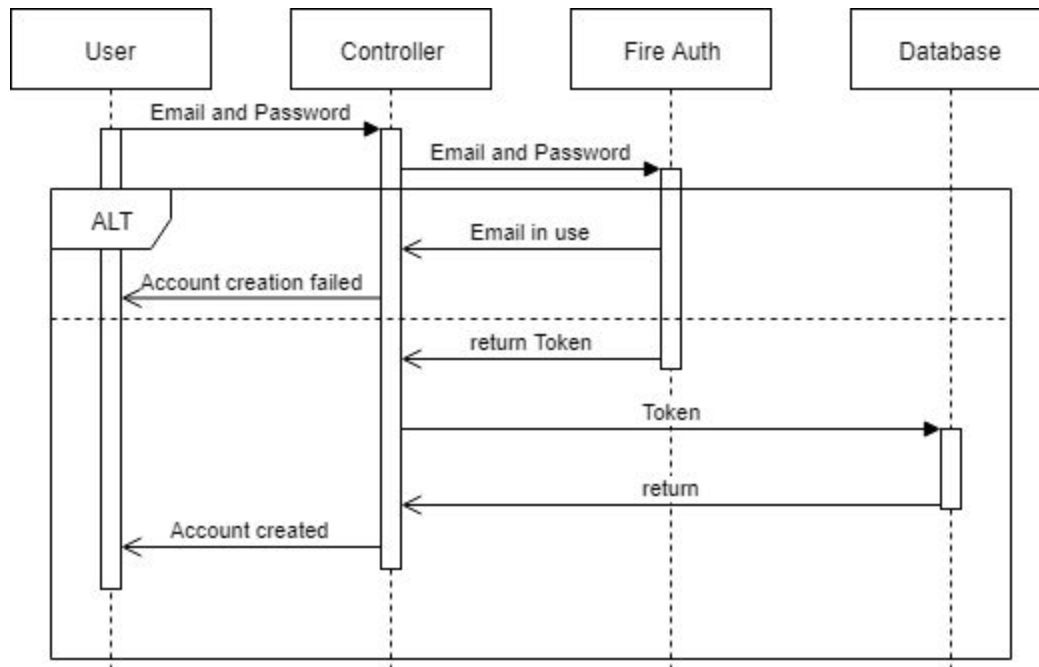 User
Controller
Fire Auth
Database
Email and Password
Email and Password
ALT
Email in use
Account creation failed
return Token
Token
return
Account created